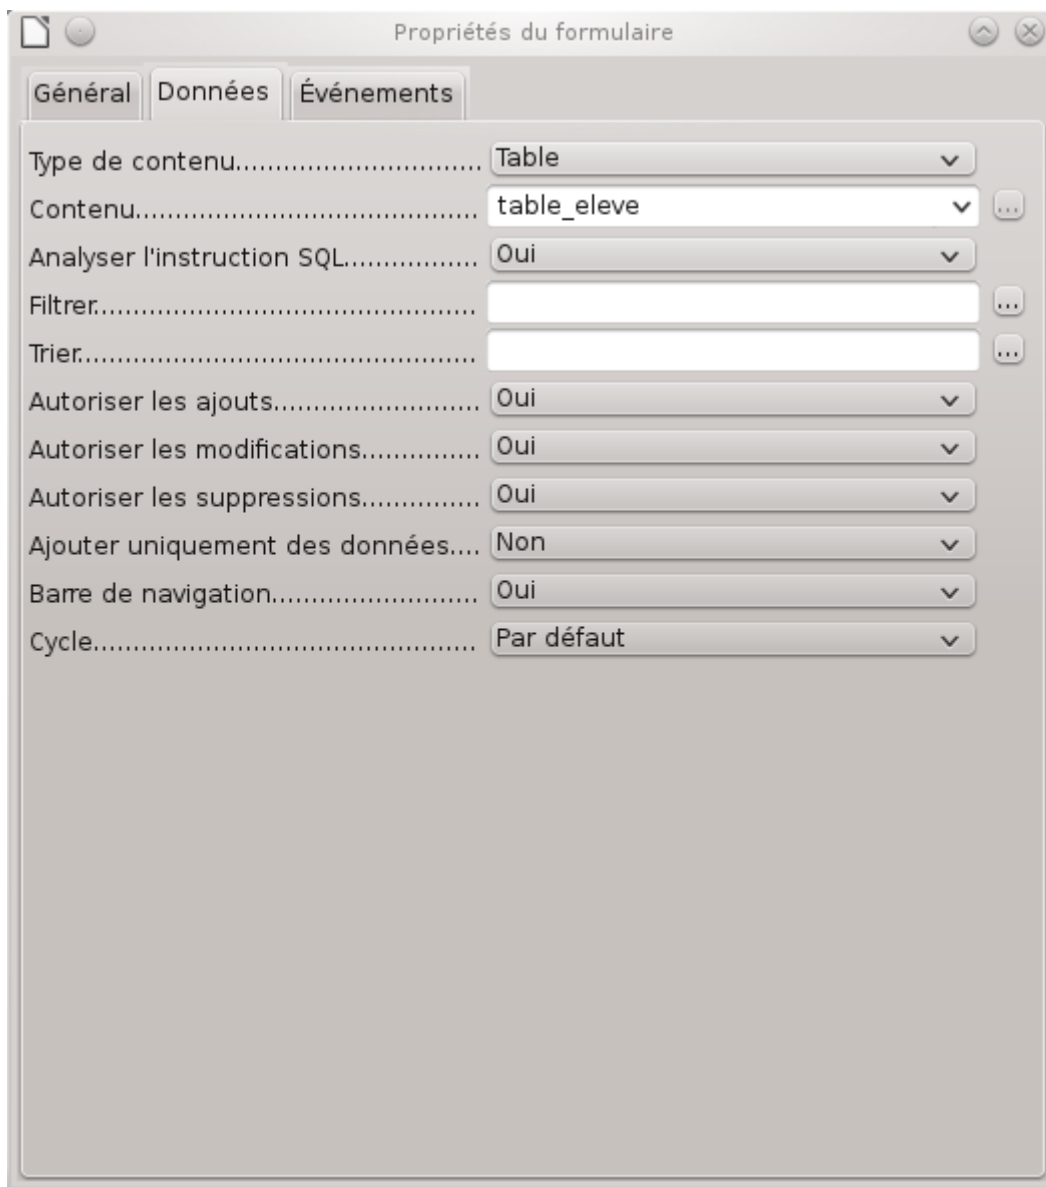 Propriétés du formulaire
Général Données Événements
Type de contenu............................... Table
Contenu........................................... table_eleve ...
Analyser l'instruction SQL................. Oui
Filtrer................................................ ...
Trier.................................................. ...
Autoriser les ajouts.......................... Oui
Autoriser les modifications............... Oui
Autoriser les suppressions............... Oui
Ajouter uniquement des données.... Non
Barre de navigation.......................... Oui
Cycle................................................ Par défaut